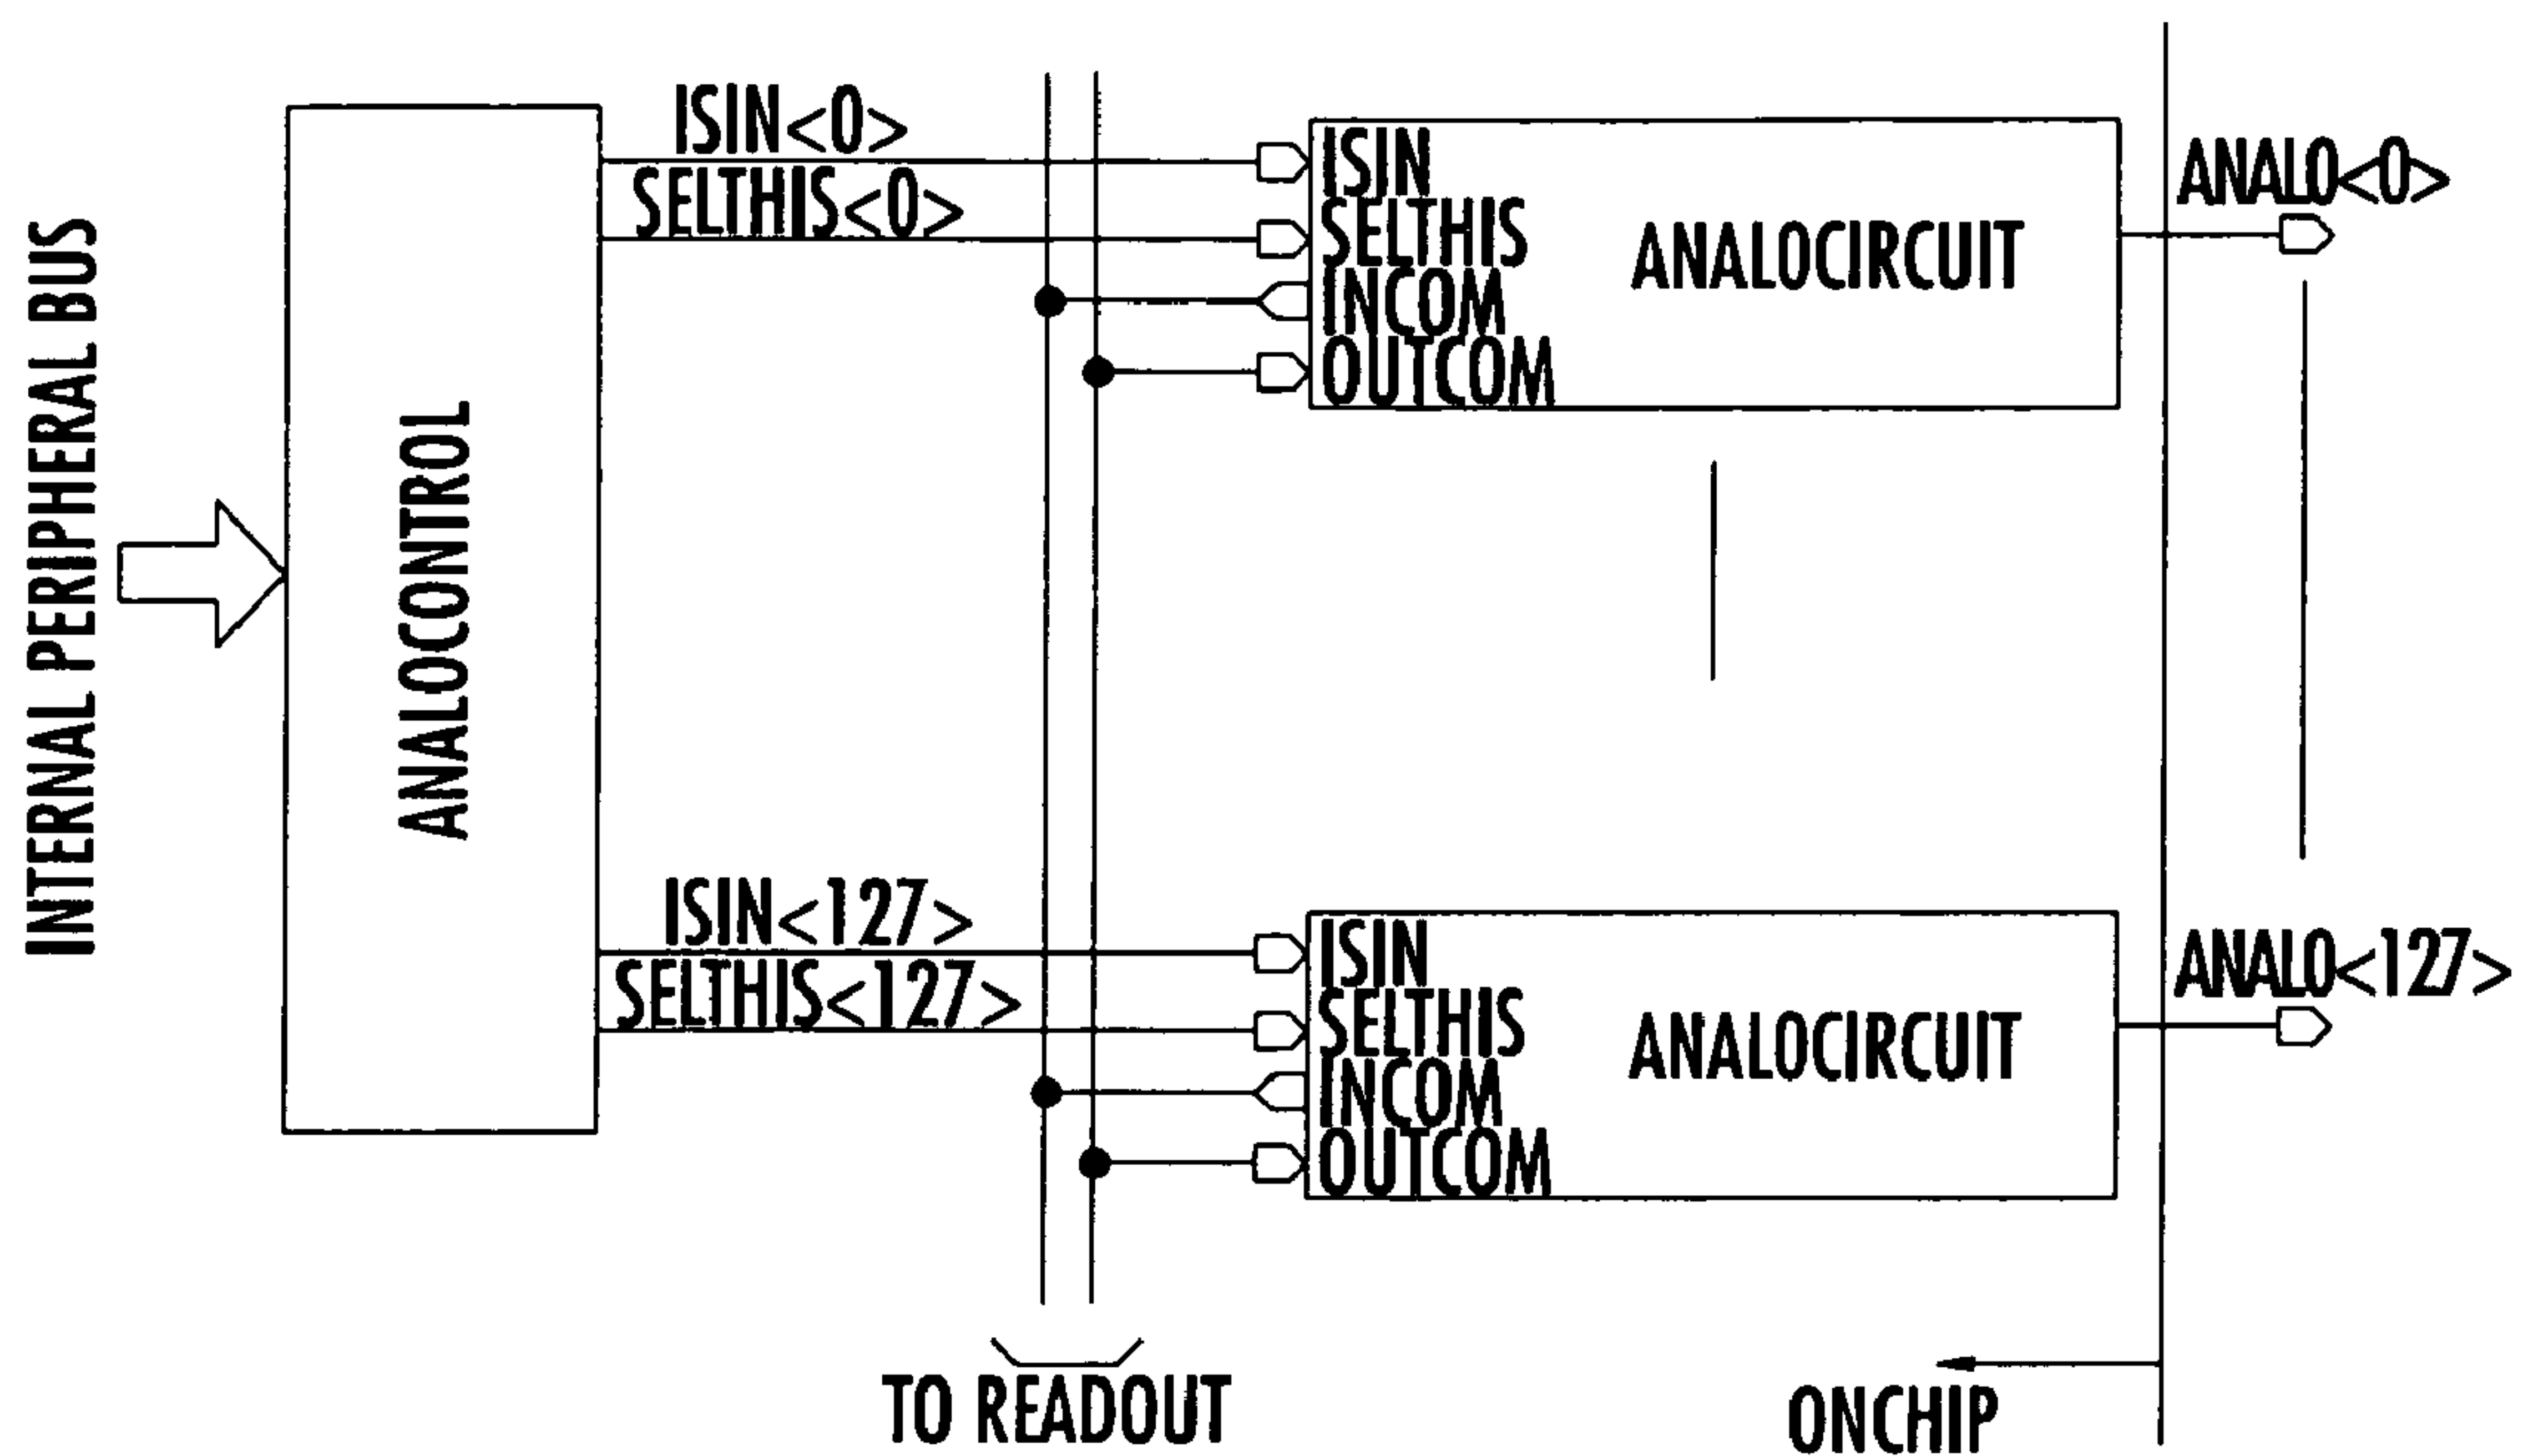 INTERNAL PERIPHERAL BUS
ANALOCONTROL
ISIN<0>
SELTHIS<0>
ISIN
SELTHIS
INCOM
OUTCOM
ANALOCIRCUIT
ANALO<0>
ISIN<127>
SELTHIS<127>
ISIN
SELTHIS
INCOM
OUTCOM
ANALOCIRCUIT
ANALO<127>
TO READOUT
ONCHIP